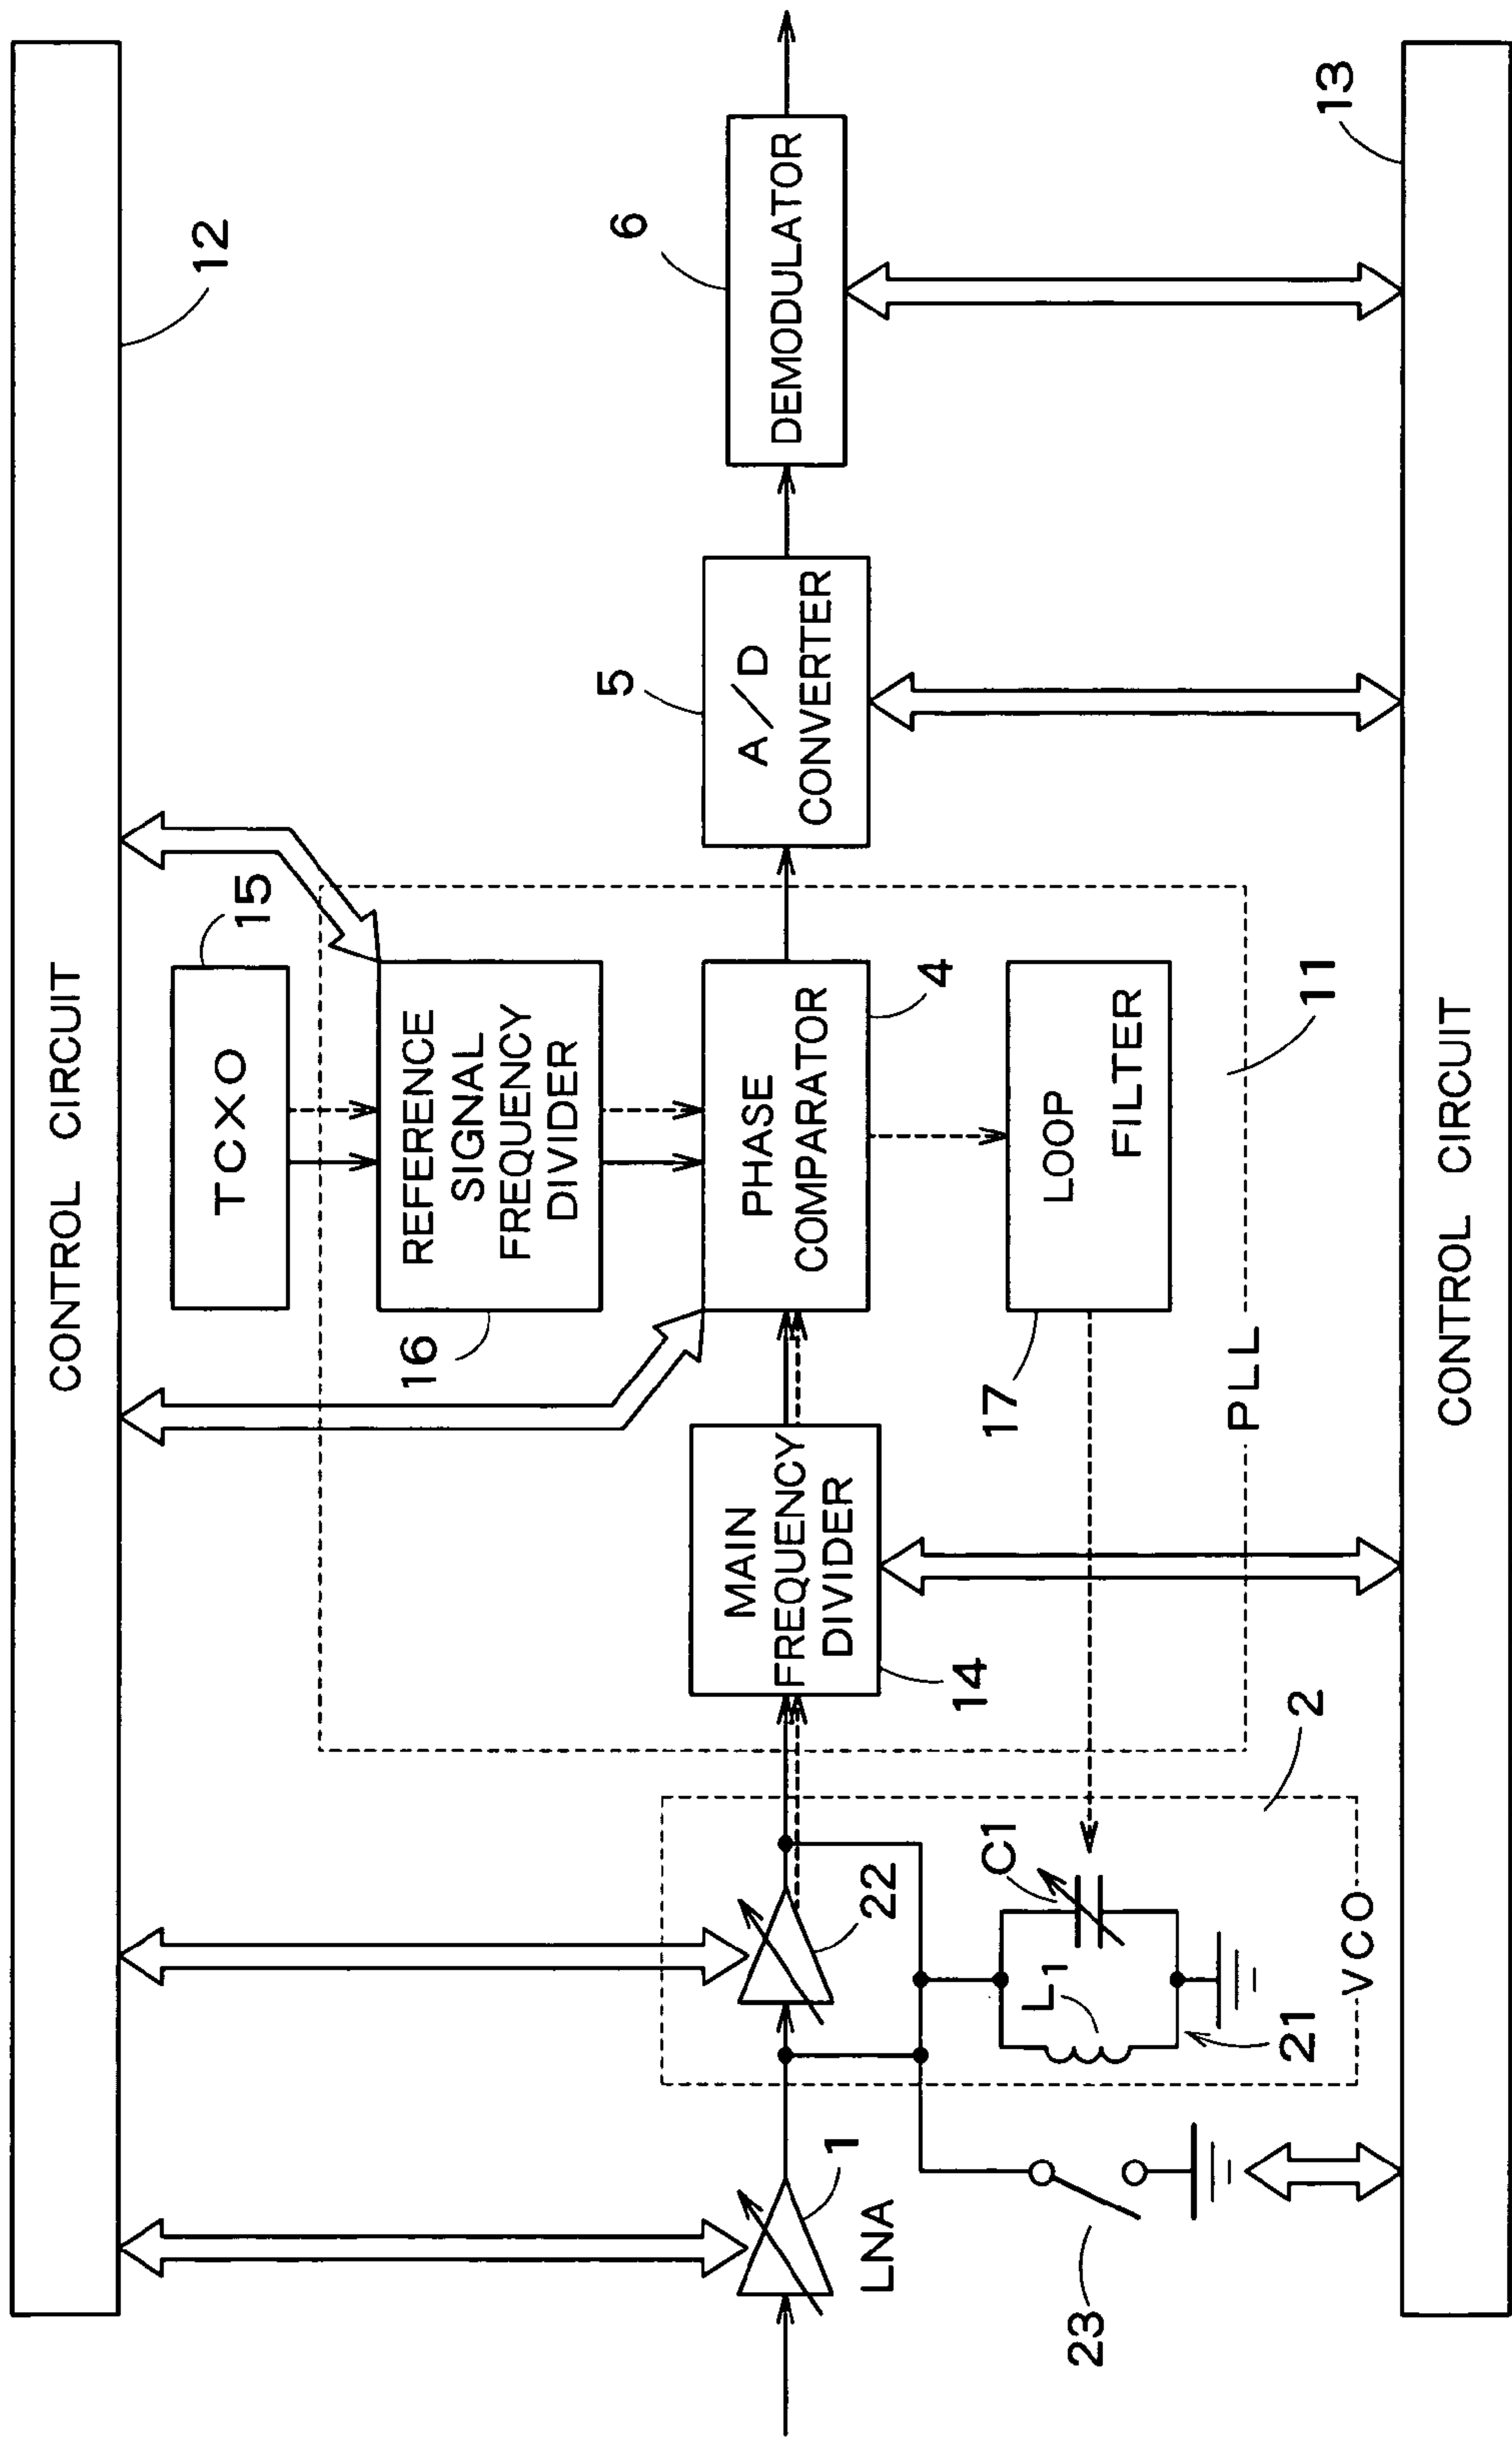 CONTROL CIRCUIT
12
TCXO
15
REFERENCE
SIGNAL
FREQUENCY
DIVIDER
16
LNA
1
22
MAIN
FREQUENCY
DIVIDER
14
PHASE
COMPARATOR
4
A/D
CONVERTER
5
DEMODULATOR
6
LOOP
FILTER
17
PLL
11
C1
L1
21
VCO
2
23
CONTROL CIRCUIT
13